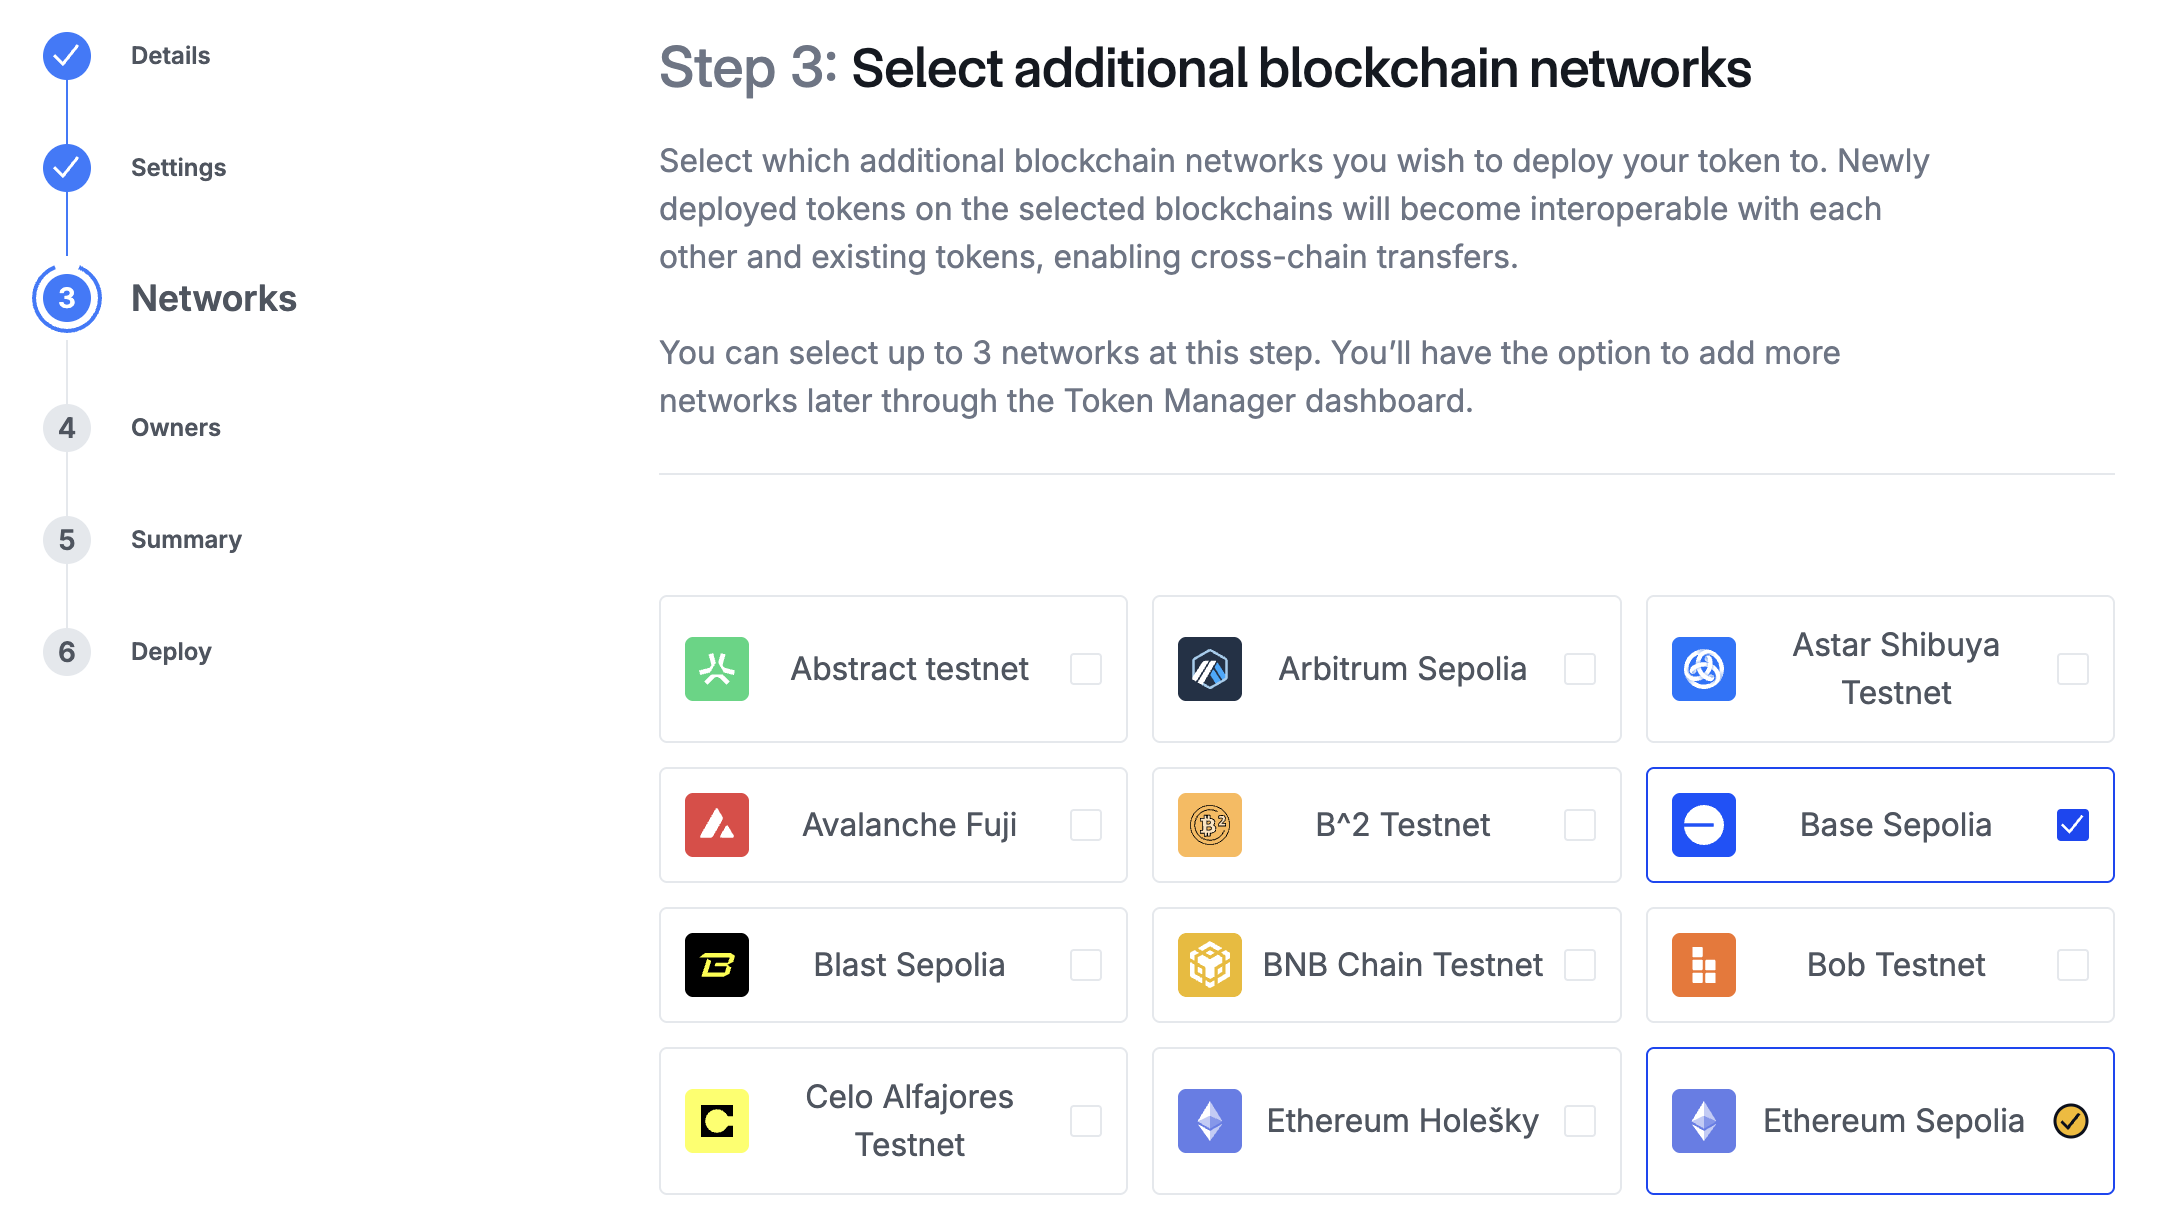 Details
Settings
3 Networks
4 Owners
5 Summary
6 Deploy
Step 3: Select additional blockchain networks
Select which additional blockchain networks you wish to deploy your token to. Newly
deployed tokens on the selected blockchains will become interoperable with each
other and existing tokens, enabling cross-chain transfers.
You can select up to 3 networks at this step. You’ll have the option to add more
networks later through the Token Manager dashboard.
Abstract testnet
Arbitrum Sepolia
Astar Shibuya
Testnet
Avalanche Fuji
B^2 Testnet
Base Sepolia
Blast Sepolia
BNB Chain Testnet
Bob Testnet
Celo Alfajores
Testnet
Ethereum Holešky
Ethereum Sepolia